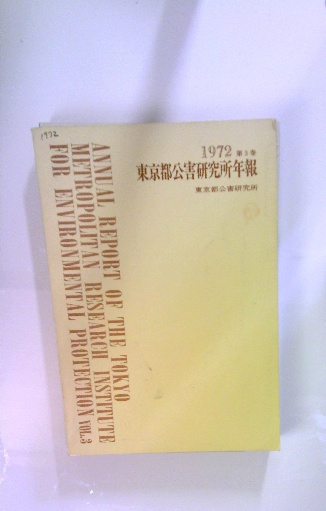 1972
1972 第3巻
東京都公害研究所年報
東京都公害研究所
ANNUAL REPORT OF THE TOKYO
METROPOLITAN RESEARCH INSTITUTE
FOR ENVIRONMENTAL PROTECTION VOL.3